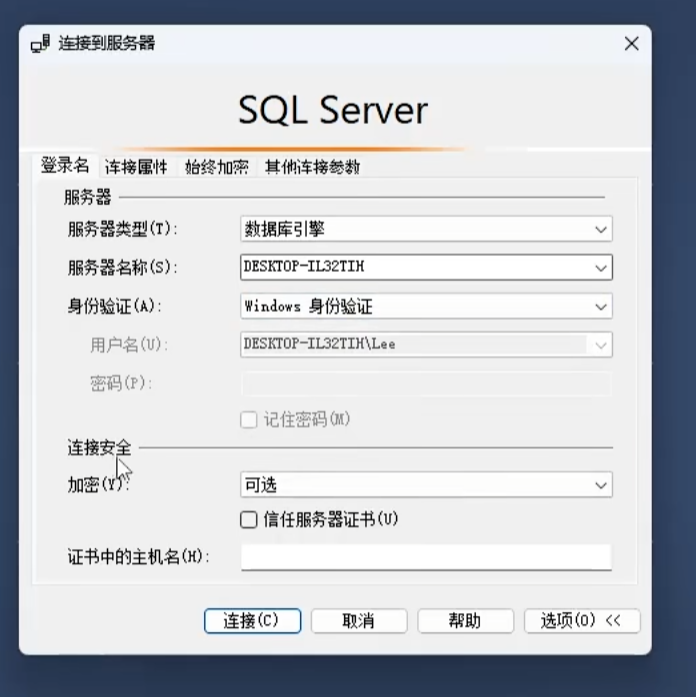 连接到服务器
SQL Server
登录名 连接属性 始终加密 其他连接参数
服务器
服务器类型(T): 数据库引擎
服务器名称(S): DESKTOP-IL32TIH
身份验证(A): Windows 身份验证
用户名(U): DESKTOP-IL32TIH\Lee
密码(P):
记住密码(M)
连接安全
加密(Y): 可选
信任服务器证书(U)
证书中的主机名(H):
连接(C) 取消 帮助 选项(O) <<